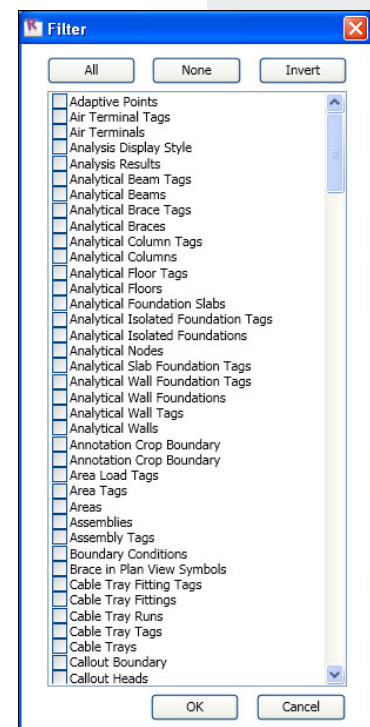 Filter
All None Invert
Adaptive Points
Air Terminal Tags
Air Terminals
Analysis Display Style
Analysis Results
Analytical Beam Tags
Analytical Beams
Analytical Brace Tags
Analytical Braces
Analytical Column Tags
Analytical Columns
Analytical Floor Tags
Analytical Floors
Analytical Foundation Slabs
Analytical Isolated Foundation Tags
Analytical Isolated Foundations
Analytical Nodes
Analytical Slab Foundation Tags
Analytical Wall Foundation Tags
Analytical Wall Foundations
Analytical Wall Tags
Analytical Walls
Annotation Crop Boundary
Annotation Crop Boundary
Area Load Tags
Area Tags
Areas
Assemblies
Assembly Tags
Boundary Conditions
Brace in Plan View Symbols
Cable Tray Fitting Tags
Cable Tray Fittings
Cable Tray Runs
Cable Tray Tags
Cable Trays
Callout Boundary
Callout Heads
OK Cancel